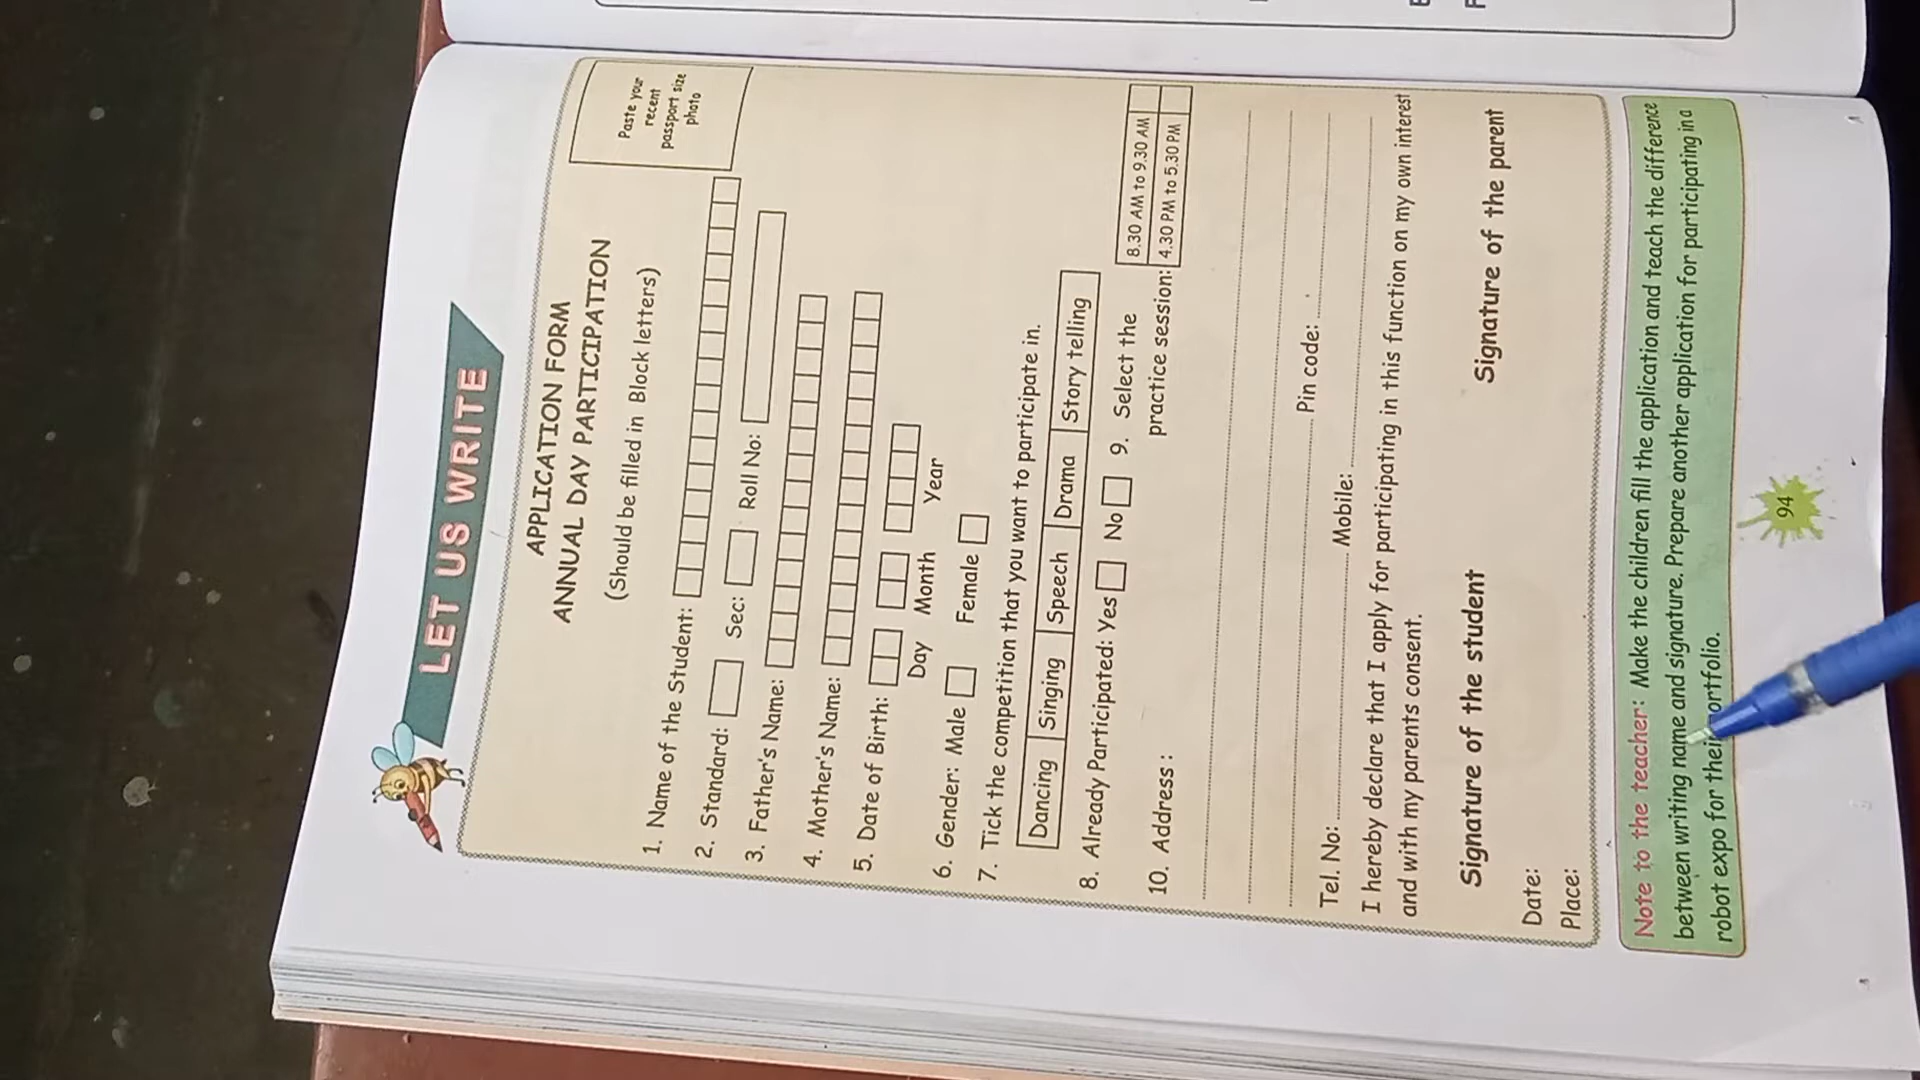 LET US WRITE
APPLICATION FORM
ANNUAL DAY PARTICIPATION
(Should be filled in Block letters)
Paste your
recent
passport size
photo
1. Name of the Student:
2. Standard: Sec: Roll No:
3. Father's Name:
4. Mother's Name:
5. Date of Birth:
Day Month Year
6. Gender: Male Female
7. Tick the competition that you want to participate in.
Dancing Singing Speech Drama Story telling
8. Already Participated: Yes No 9. Select the
practice session:
8.30 AM to 9.30 AM
4.30 PM to 5.30 PM
10. Address :
Pin code:
Tel. No: Mobile:
I hereby declare that I apply for participating in this function on my own interest
and with my parents consent.
Signature of the student Signature of the parent
Date:
Place:
Note to the teacher: Make the children fill the application and teach the difference
between writing name and signature. Prepare another application for participating in a
robot expo for their portfolio.
94